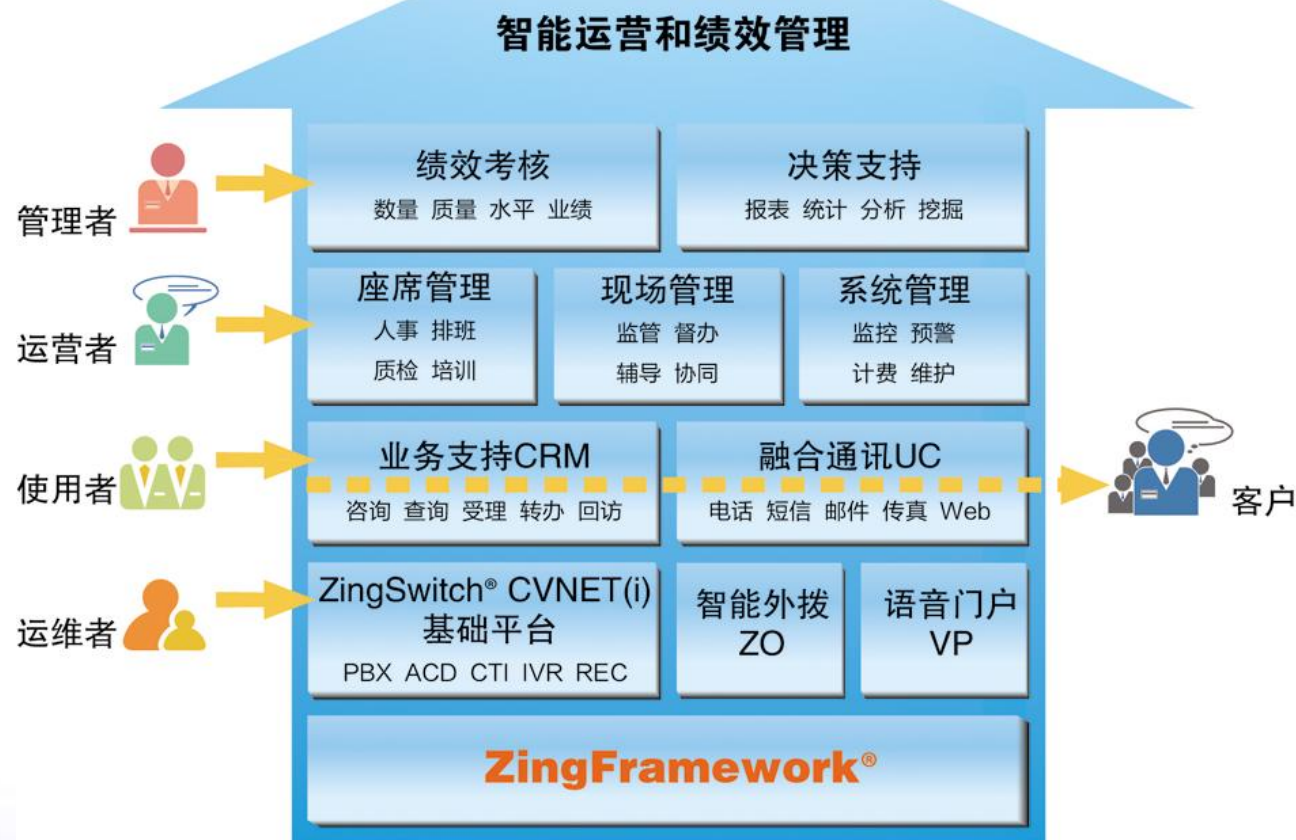 智能运营和绩效管理
管理者
绩效考核
数量 质量 水平 业绩
决策支持
报表 统计 分析 挖掘
运营者
座席管理
人事 排班
质检 培训
现场管理
监管 督办
辅导 协同
系统管理
监控 预警
计费 维护
使用者
业务支持CRM
咨询 查询 受理 转办 回访
融合通讯UC
电话 短信 邮件 传真 Web
客户
运维者
ZingSwitch® CVNET(i)
基础平台
PBX ACD CTI IVR REC
智能外拨
ZO
语音门户
VP
ZingFramework®